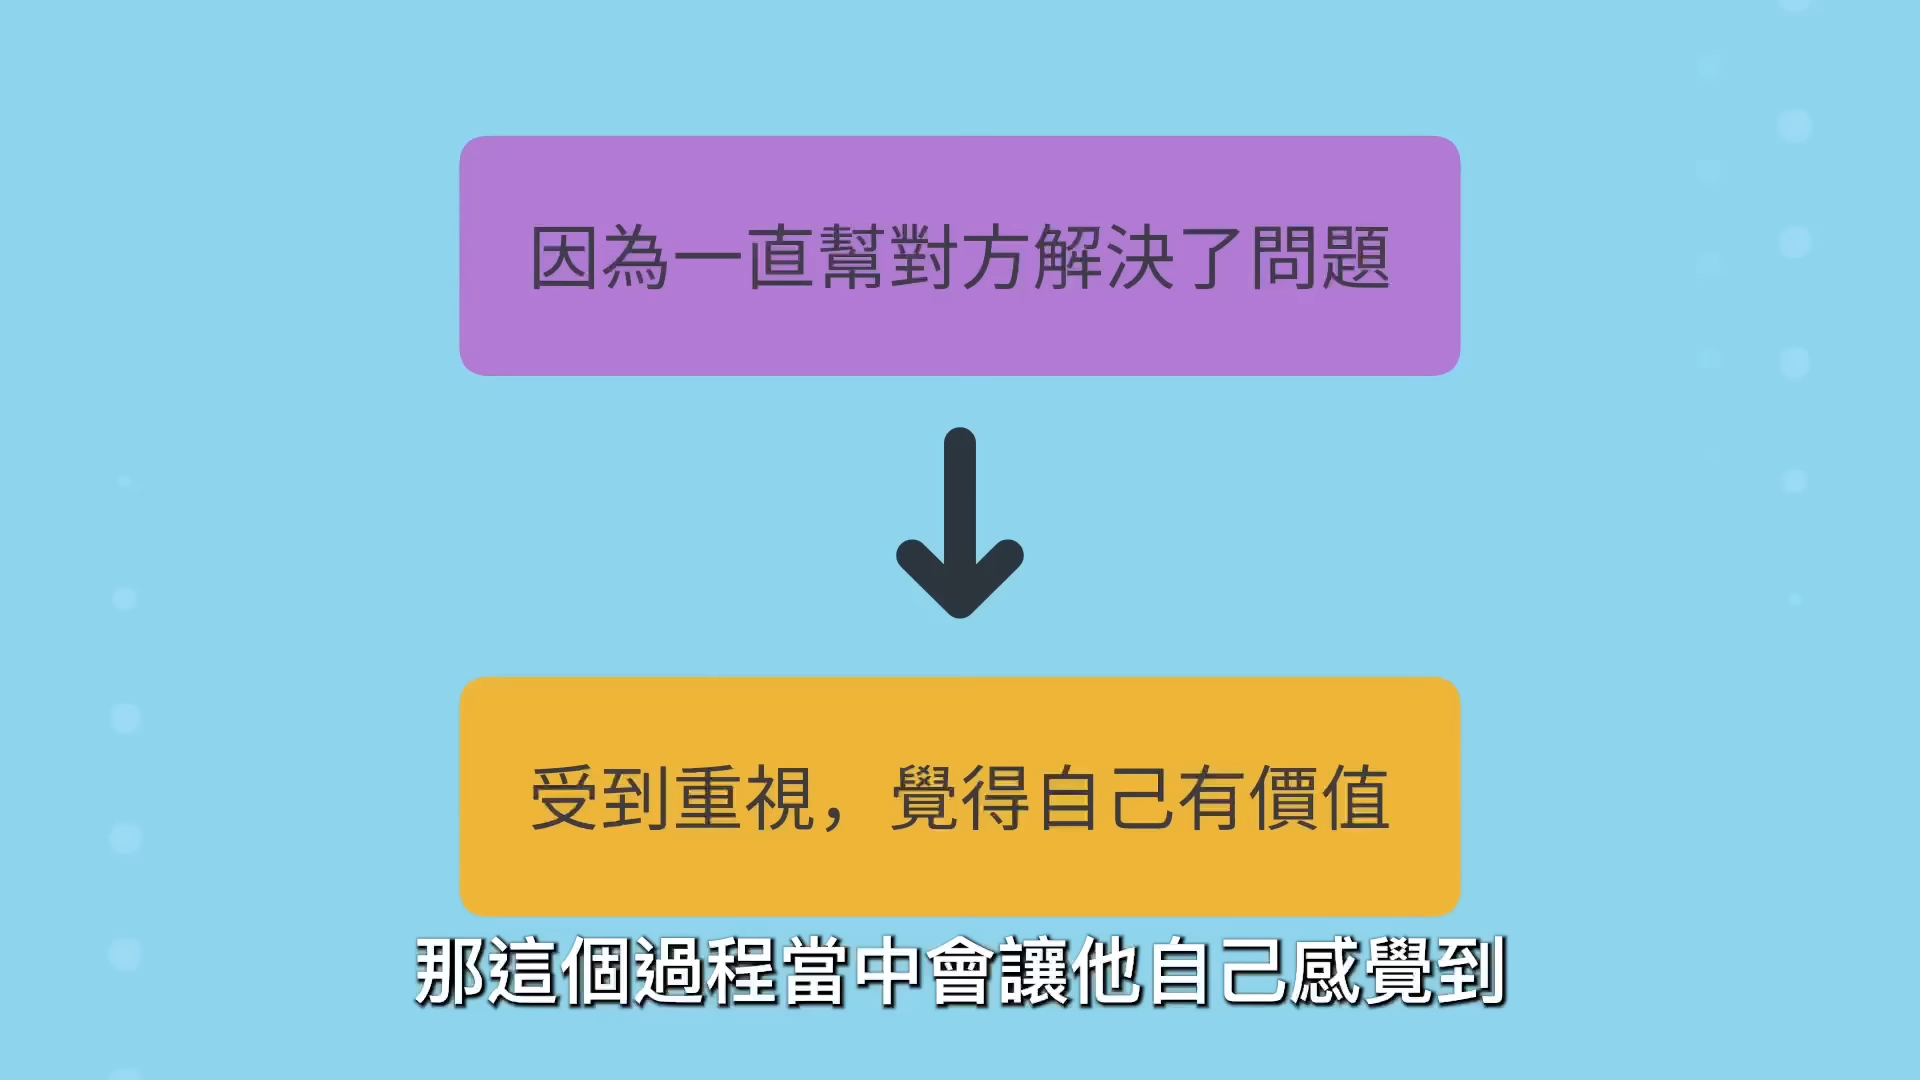 因為一直幫對方解決了問題
受到重視，覺得自己有價值
那這個過程當中會讓他自己感覺到